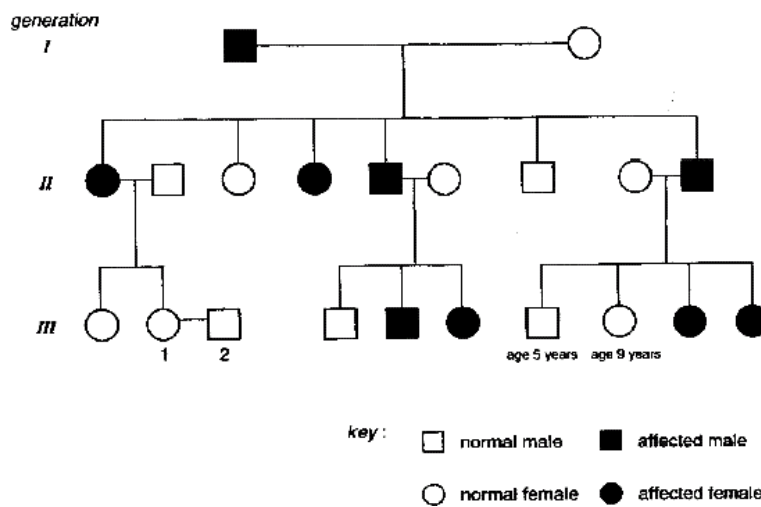 generation
I
II
III
1
2
age 5 years
age 9 years
key :
normal male
affected male
normal female
affected female